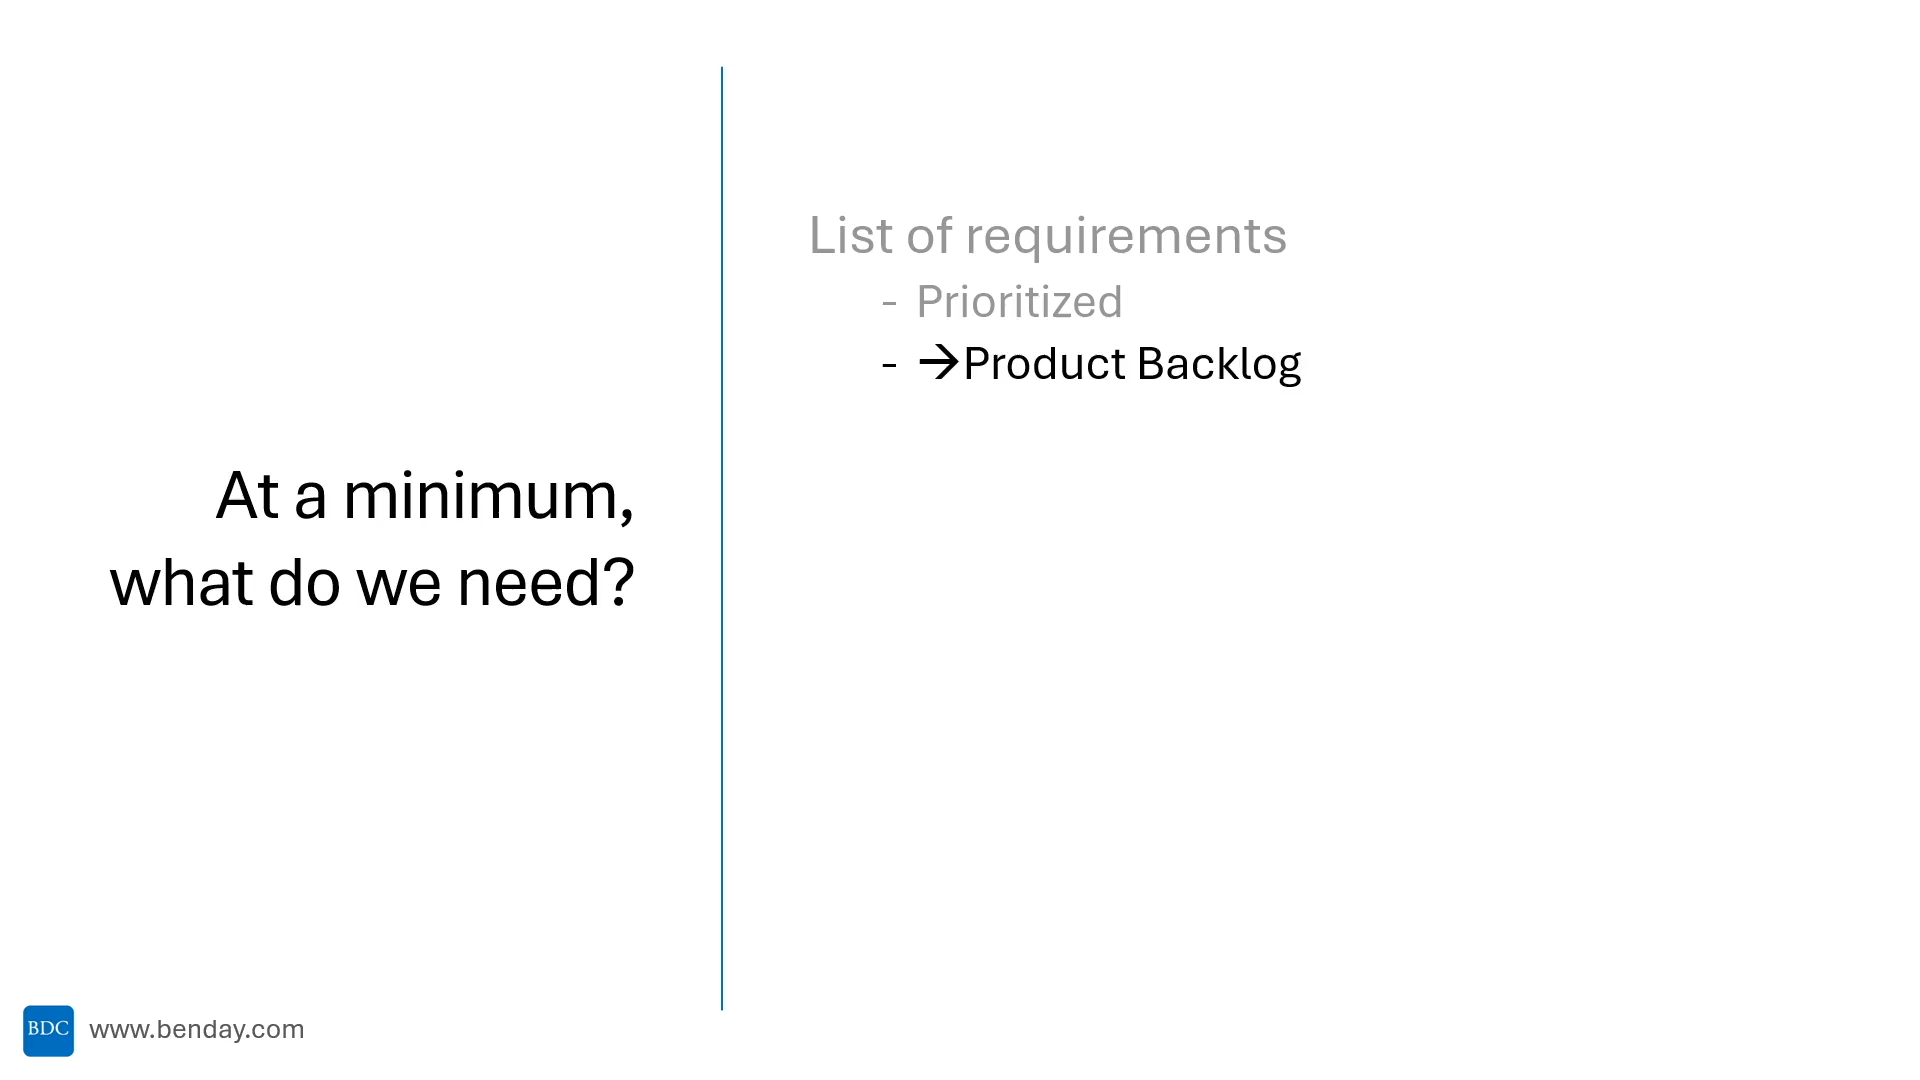 At a minimum,
what do we need?
List of requirements
- Prioritized
- →Product Backlog
BDC
www.benday.com